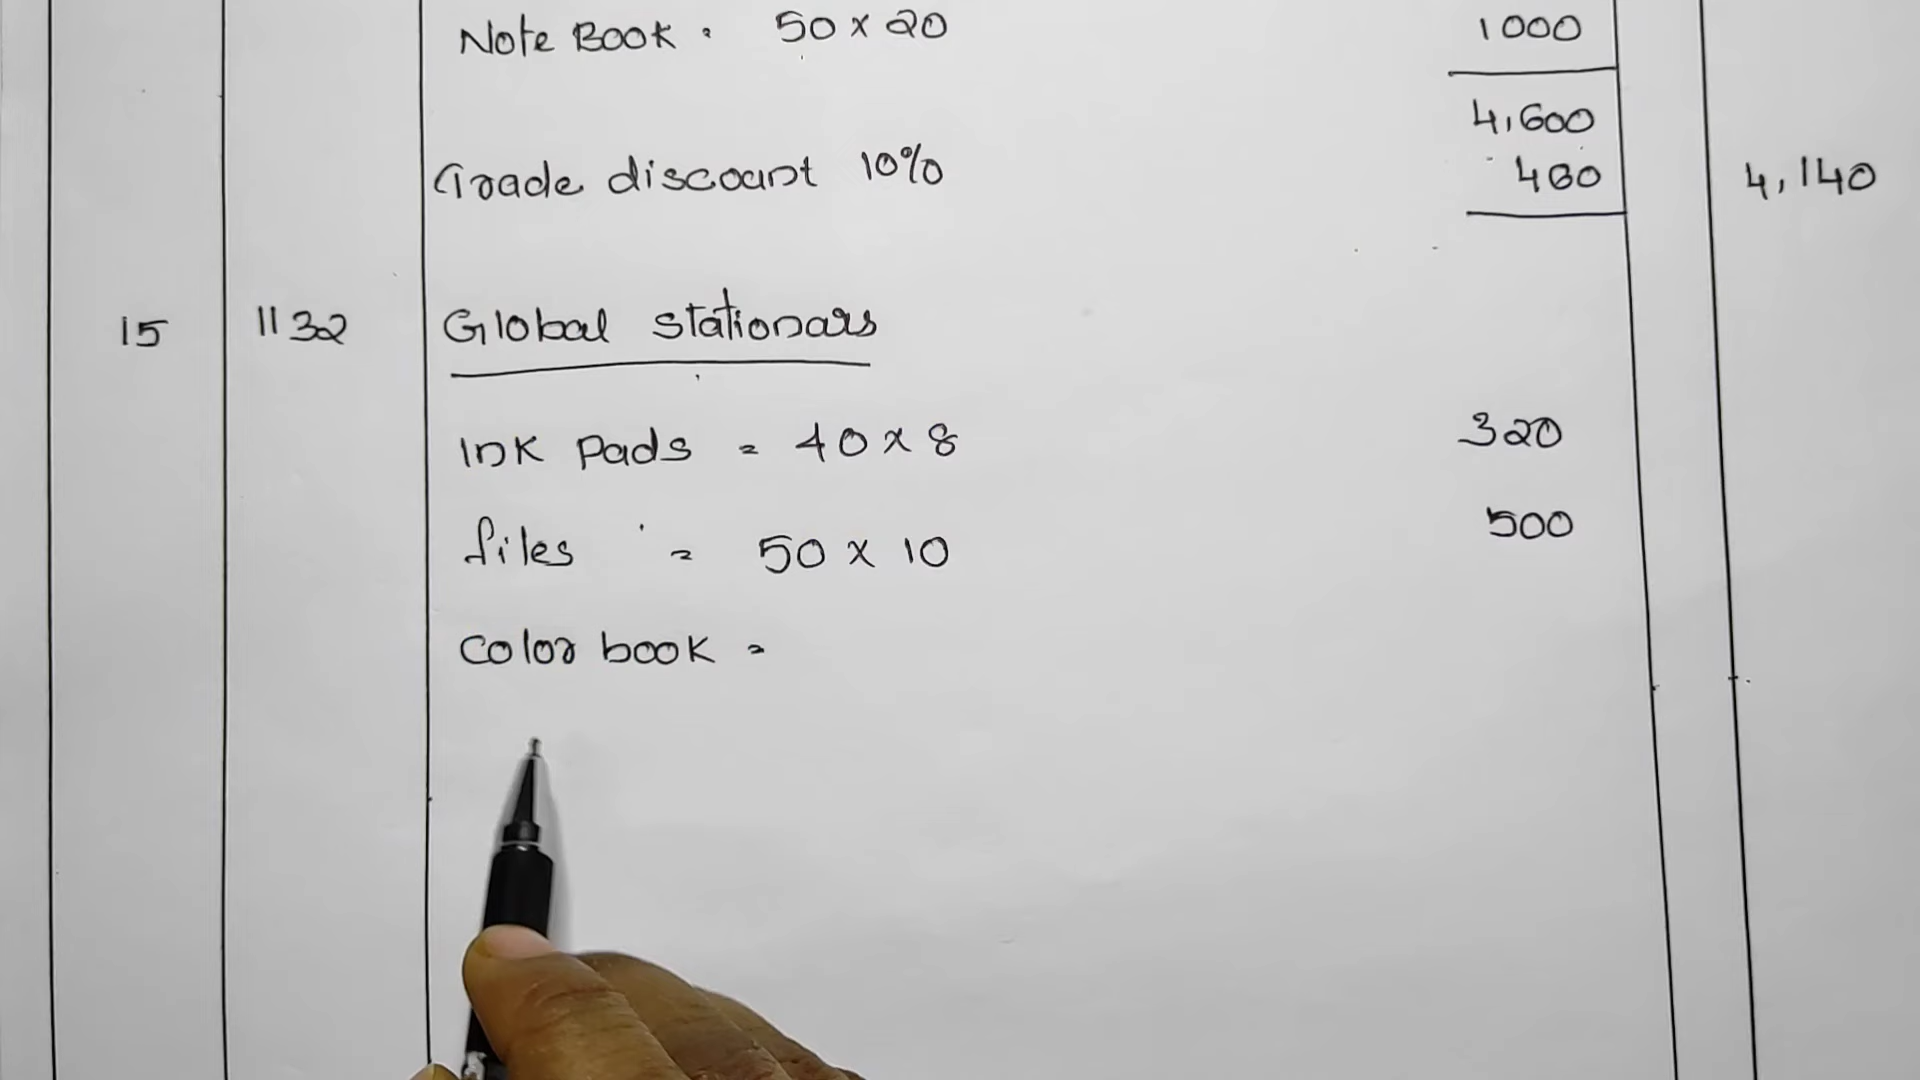 Note Book = 50 x 20 1000
4,600
Trade discount 10% 460 4,140
15 1132 Global stationars
Ink Pads = 40 x 8 320
files = 50 x 10 500
Color book =